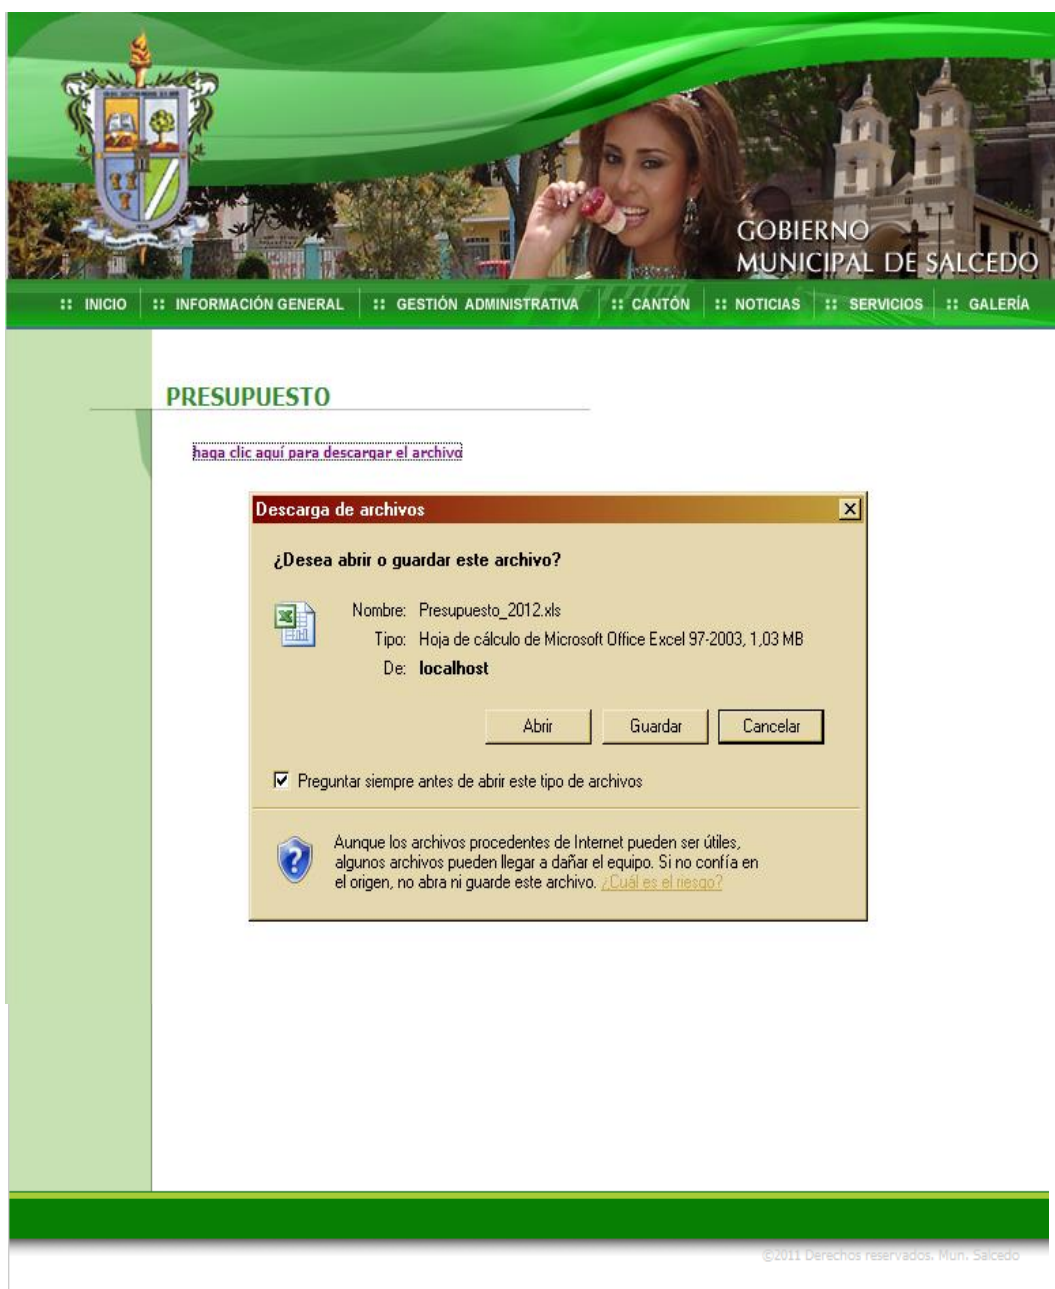 GOBIERNO
MUNICIPAL DE SALCEDO
:: INICIO :: INFORMACIÓN GENERAL :: GESTIÓN ADMINISTRATIVA :: CANTÓN :: NOTICIAS :: SERVICIOS :: GALERÍA
PRESUPUESTO
haga clic aquí para descargar el archivo
Descarga de archivos
¿Desea abrir o guardar este archivo?
Nombre: Presupuesto_2012.xls
Tipo: Hoja de cálculo de Microsoft Office Excel 97-2003, 1,03 MB
De: localhost
Abrir Guardar Cancelar
Preguntar siempre antes de abrir este tipo de archivos
Aunque los archivos procedentes de Internet pueden ser útiles,
algunos archivos pueden llegar a dañar el equipo. Si no confía en
el origen, no abra ni guarde este archivo. ¿Cuál es el riesgo?
©2011 Derechos reservados. Mun. Salcedo